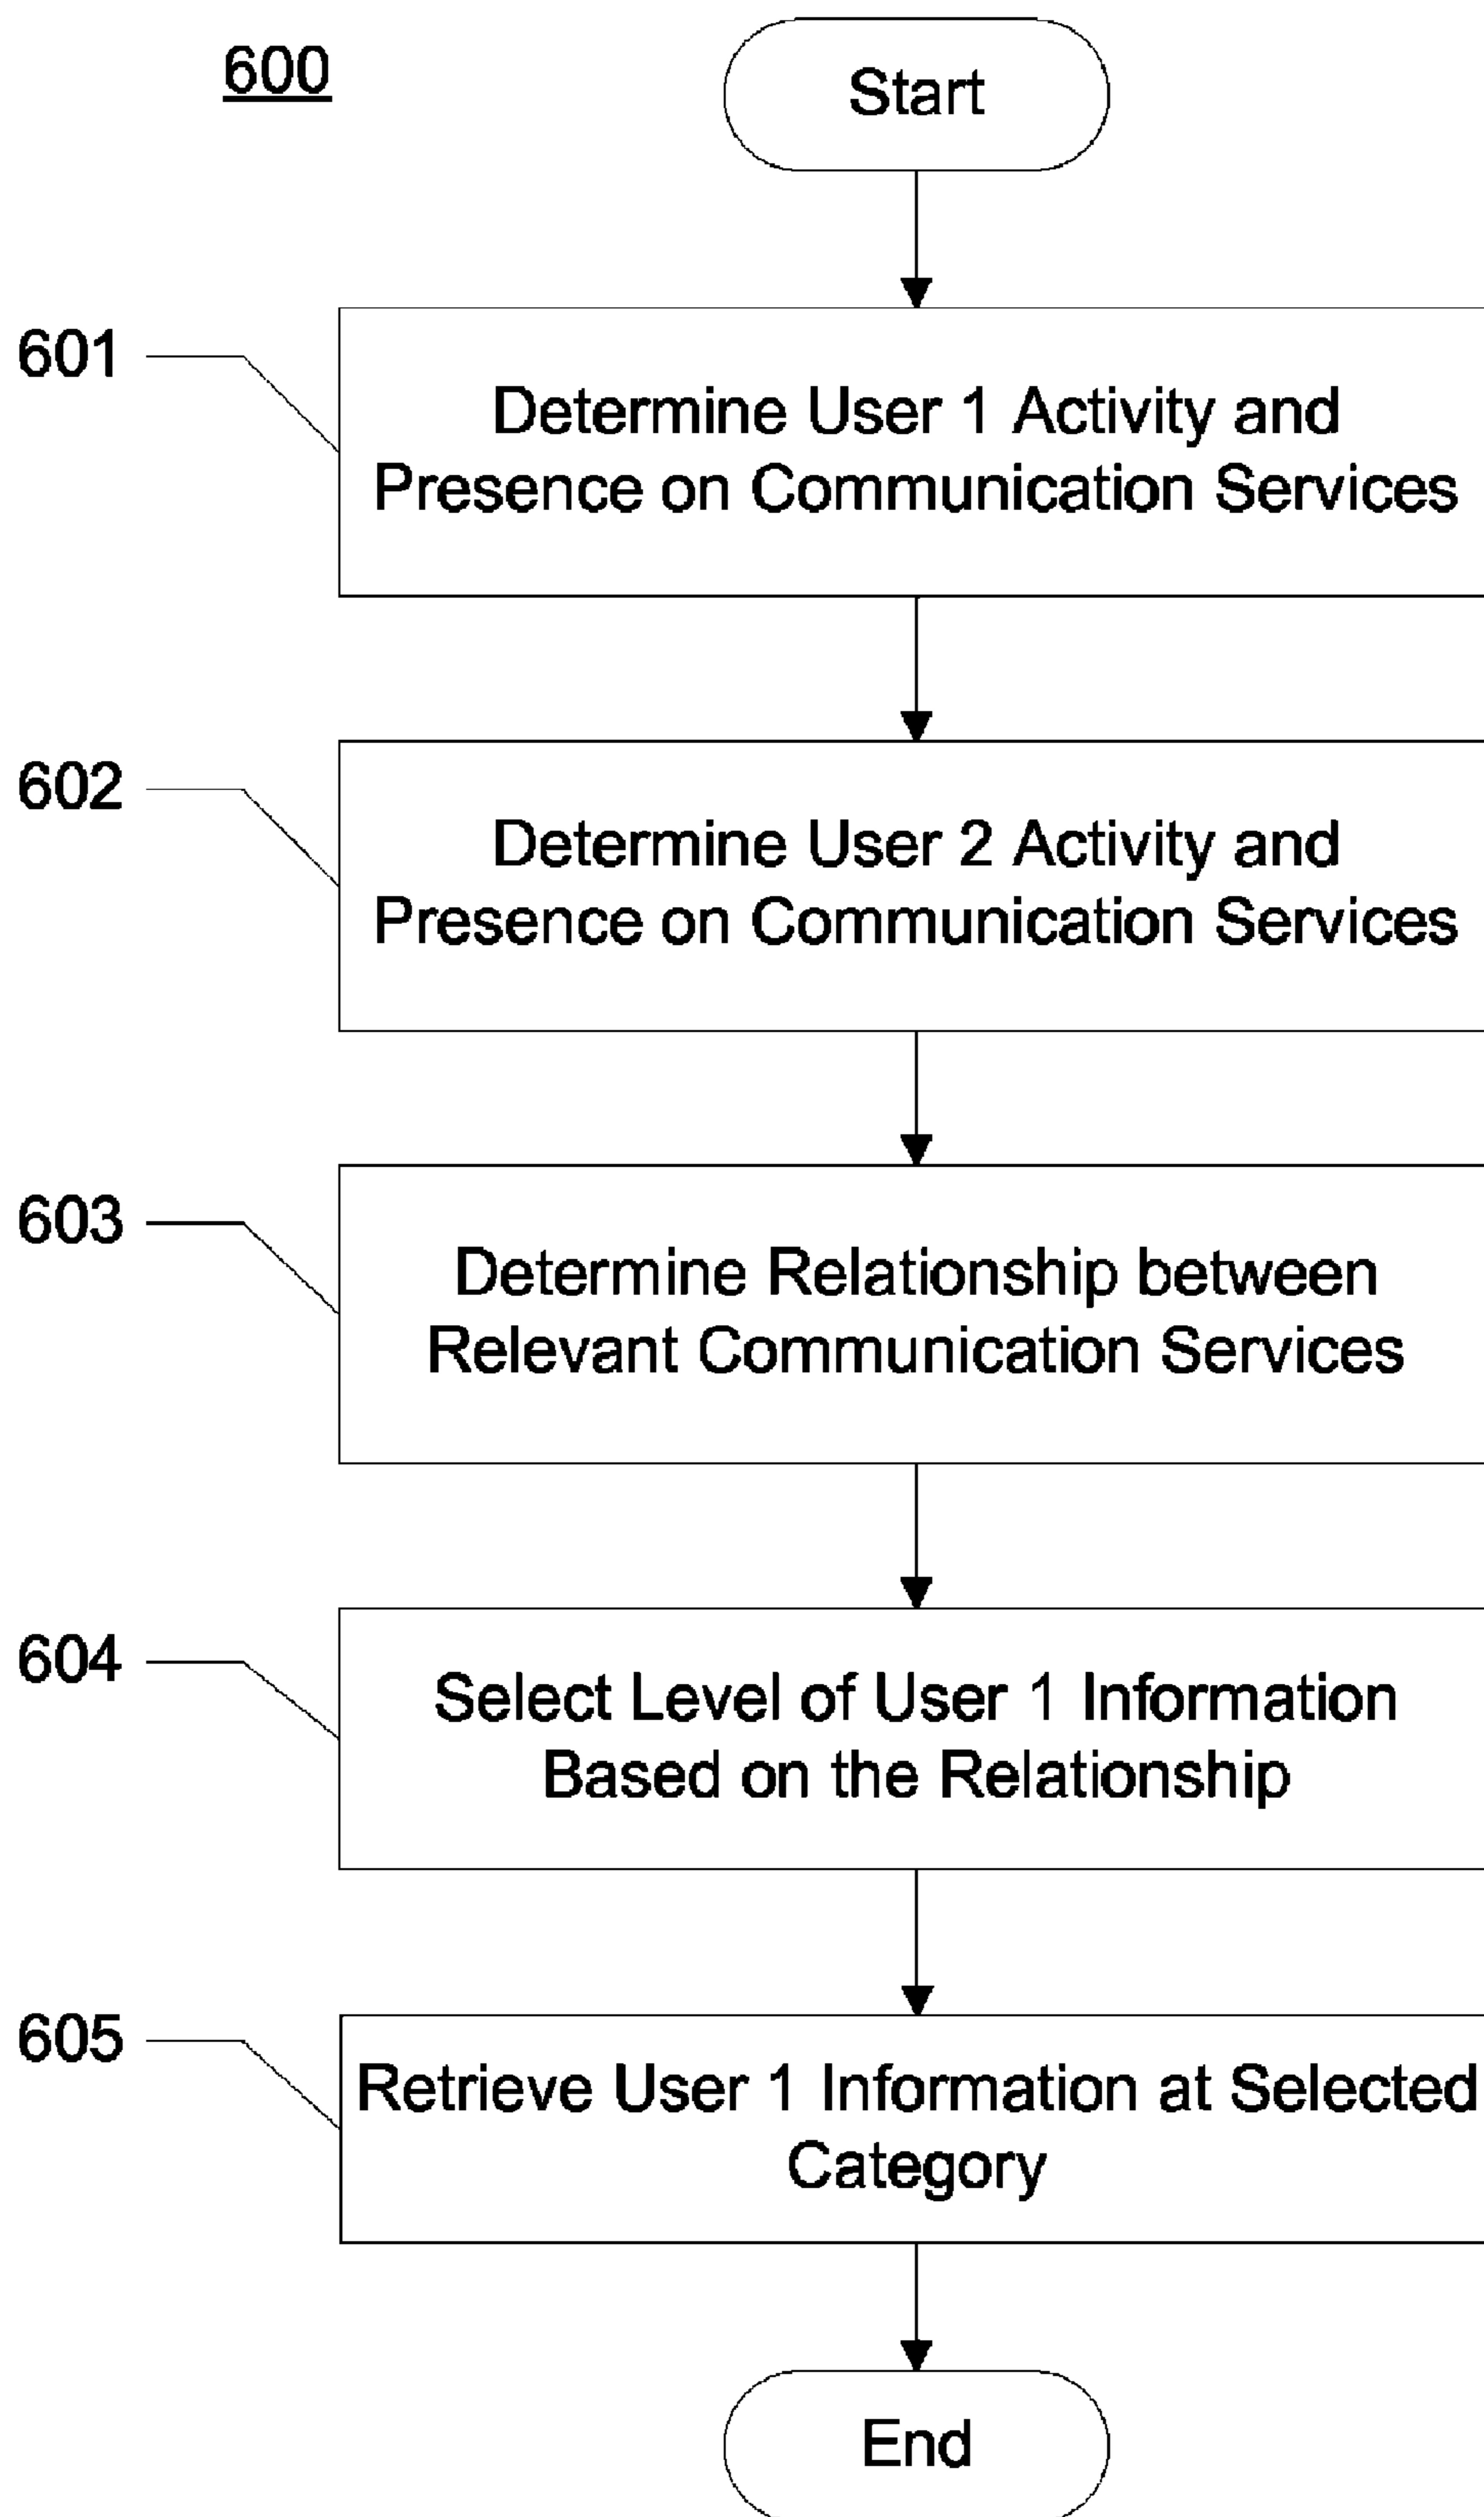 600
Start
601
Determine User 1 Activity and
Presence on Communication Services
602
Determine User 2 Activity and
Presence on Communication Services
603
Determine Relationship between
Relevant Communication Services
604
Select Level of User 1 Information
Based on the Relationship
605
Retrieve User 1 Information at Selected
Category
End